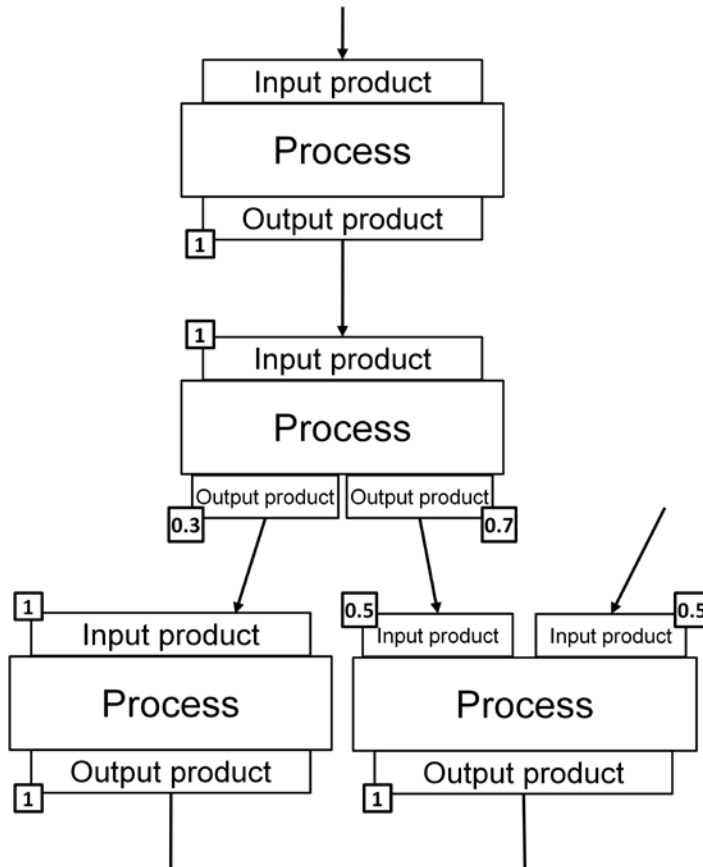 Input product
Process
Output product
1
1
Input product
Process
Output product Output product
0.3 0.7
1 0.5 0.5
Input product Input product Input product
Process Process
Output product Output product
1 1